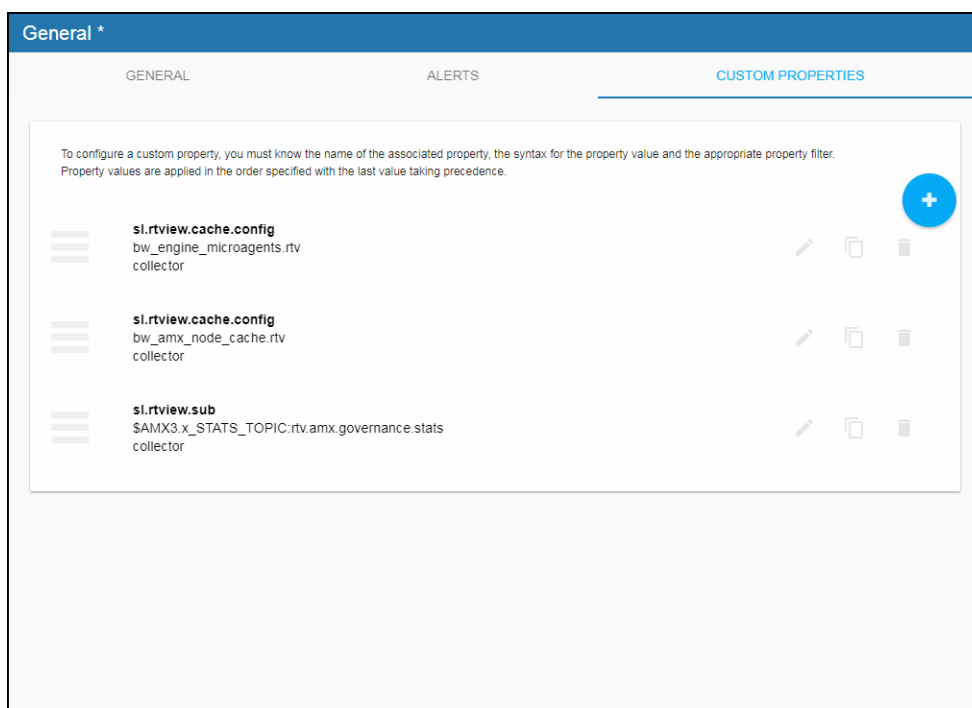 General *
GENERAL
ALERTS
CUSTOM PROPERTIES
To configure a custom property, you must know the name of the associated property, the syntax for the property value and the appropriate property filter.
Property values are applied in the order specified with the last value taking precedence.
+
sl.rtview.cache.config
bw_engine_microagents.rtv
collector
sl.rtview.cache.config
bw_amx_node_cache.rtv
collector
sl.rtview.sub
$AMX3.x_STATS_TOPIC:rtv.amx.governance.stats
collector